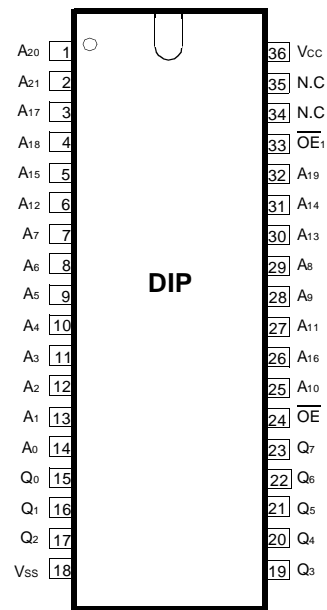 A20 1 36 VCC
A21 2 35 N.C
A17 3 34 N.C
A18 4 33 O̅E̅1
A15 5 32 A19
A12 6 31 A14
A7 7 30 A13
A6 8 29 A8
DIP
A5 9 28 A9
A4 10 27 A11
A3 11 26 A16
A2 12 25 A10
A1 13 24 O̅E̅
A0 14 23 Q7
Q0 15 22 Q6
Q1 16 21 Q5
Q2 17 20 Q4
VSS 18 19 Q3